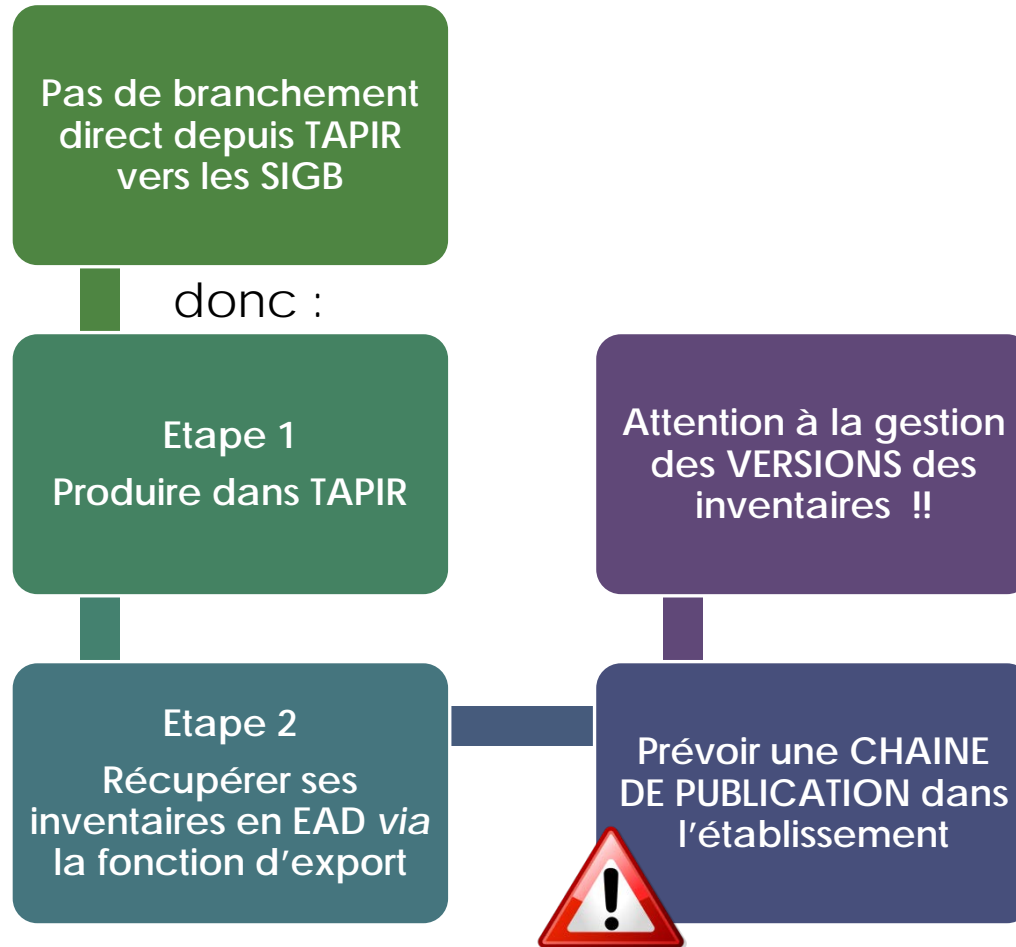 Pas de branchement
direct depuis TAPIR
vers les SIGB
donc :
Etape 1
Produire dans TAPIR
Etape 2
Récupérer ses
inventaires en EAD via
la fonction d’export
Prévoir une CHAINE
DE PUBLICATION dans
l’établissement
Attention à la gestion
des VERSIONS des
inventaires !!